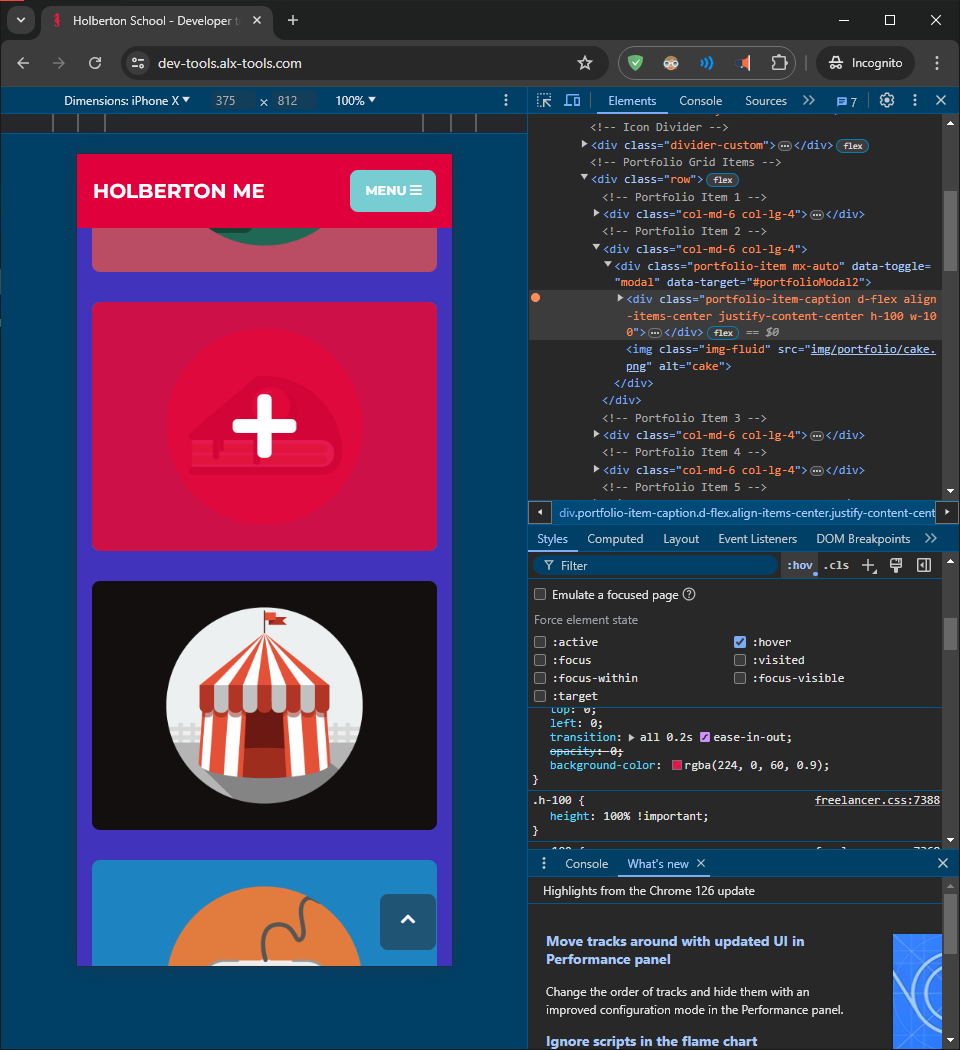 Holberton School - Developer t
dev-tools.alx-tools.com
Incognito
Dimensions: iPhone X ▼ 375 × 812 100% ▼
Elements Console Sources 7
HOLBERTON ME
MENU
<!-- Icon Divider -->
<div class="divider-custom"> … </div> flex
<!-- Portfolio Grid Items -->
<div class="row"> flex
<!-- Portfolio Item 1 -->
<div class="col-md-6 col-lg-4"> … </div>
<!-- Portfolio Item 2 -->
<div class="col-md-6 col-lg-4">
<div class="portfolio-item mx-auto" data-toggle=
"modal" data-target="#portfolioModal2">
<div class="portfolio-item-caption d-flex align
-items-center justify-content-center h-100 w-10
0"> … </div> flex == $0
<img class="img-fluid" src="img/portfolio/cake.
png" alt="cake">
</div>
</div>
<!-- Portfolio Item 3 -->
<div class="col-md-6 col-lg-4"> … </div>
<!-- Portfolio Item 4 -->
<div class="col-md-6 col-lg-4"> … </div>
<!-- Portfolio Item 5 -->
div.portfolio-item-caption.d-flex.align-items-center.justify-content-cent
Styles Computed Layout Event Listeners DOM Breakpoints
Filter :hov .cls
Emulate a focused page
Force element state
:active :hover
:focus :visited
:focus-within :focus-visible
:target
top: 0;
left: 0;
transition: all 0.2s ease-in-out;
opacity: 0;
background-color: rgba(224, 0, 60, 0.9);
}
.h-100 { freelancer.css:7388
height: 100% !important;
}
Console What's new
Highlights from the Chrome 126 update
Move tracks around with updated UI in
Performance panel
Change the order of tracks and hide them with an
improved configuration mode in the Performance panel.
Ignore scripts in the flame chart